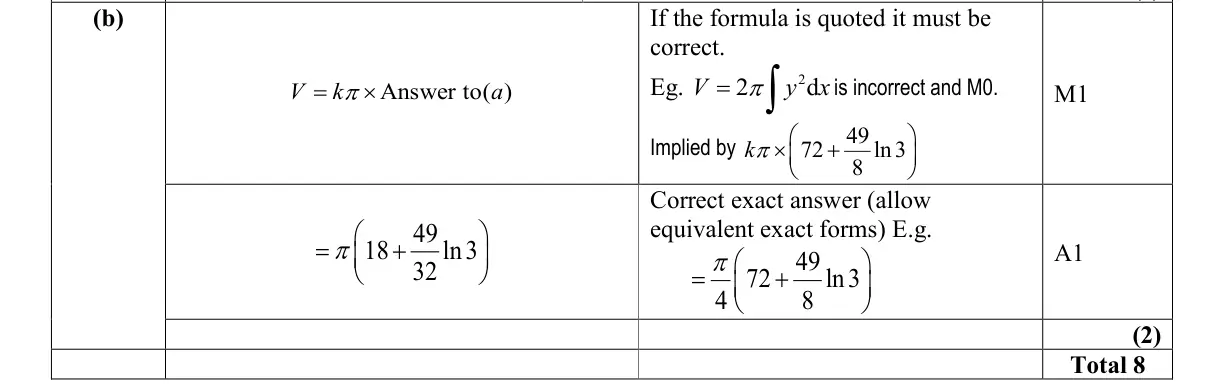 (b)
V = kπ × Answer to(a)
If the formula is quoted it must be
correct.
Eg. V = 2π ∫ y² dx is incorrect and M0.
Implied by kπ × (72 + 49/8 ln 3)
M1
= π(18 + 49/32 ln 3)
Correct exact answer (allow
equivalent exact forms) E.g.
= π/4 (72 + 49/8 ln 3)
A1
(2)
Total 8